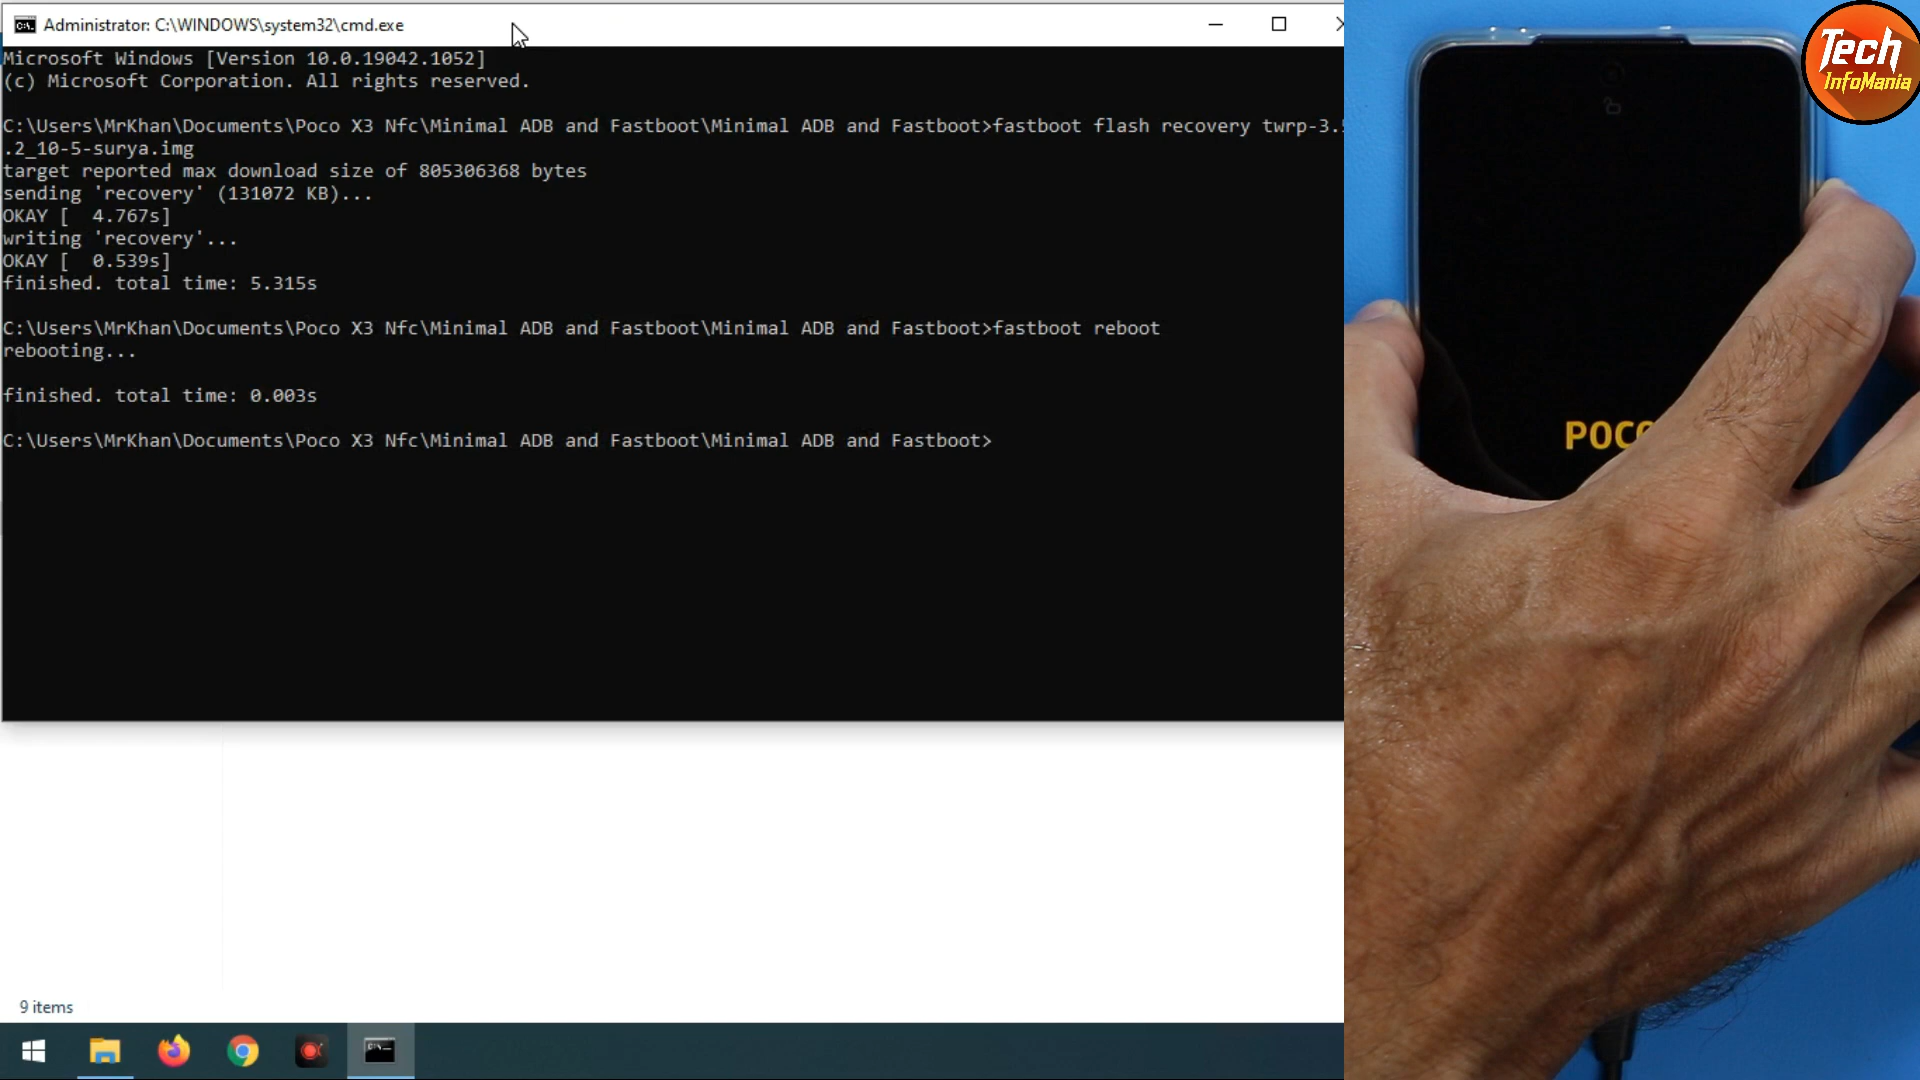 Administrator: C:\WINDOWS\system32\cmd.exe
Microsoft Windows [Version 10.0.19042.1052]
(c) Microsoft Corporation. All rights reserved.
C:\Users\MrKhan\Documents\Poco X3 Nfc\Minimal ADB and Fastboot\Minimal ADB and Fastboot>fastboot flash recovery twrp-3.5
.2_10-5-surya.img
target reported max download size of 805306368 bytes
sending 'recovery' (131072 KB)...
OKAY [  4.767s]
writing 'recovery'...
OKAY [  0.539s]
finished. total time: 5.315s
C:\Users\MrKhan\Documents\Poco X3 Nfc\Minimal ADB and Fastboot\Minimal ADB and Fastboot>fastboot reboot
rebooting...
finished. total time: 0.003s
C:\Users\MrKhan\Documents\Poco X3 Nfc\Minimal ADB and Fastboot\Minimal ADB and Fastboot>
9 items
Tech
InfoMania
POCO